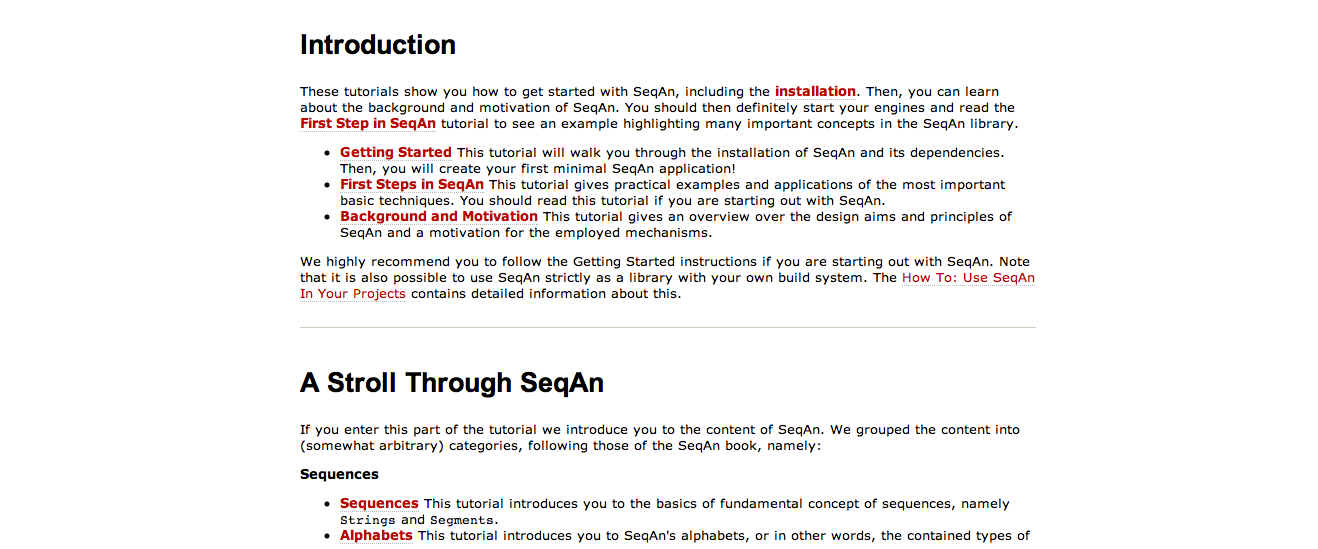 Introduction
These tutorials show you how to get started with SeqAn, including the installation. Then, you can learn
about the background and motivation of SeqAn. You should then definitely start your engines and read the
First Step in SeqAn tutorial to see an example highlighting many important concepts in the SeqAn library.
• Getting Started This tutorial will walk you through the installation of SeqAn and its dependencies.
Then, you will create your first minimal SeqAn application!
• First Steps in SeqAn This tutorial gives practical examples and applications of the most important
basic techniques. You should read this tutorial if you are starting out with SeqAn.
• Background and Motivation This tutorial gives an overview over the design aims and principles of
SeqAn and a motivation for the employed mechanisms.
We highly recommend you to follow the Getting Started instructions if you are starting out with SeqAn. Note
that it is also possible to use SeqAn strictly as a library with your own build system. The How To: Use SeqAn
In Your Projects contains detailed information about this.
A Stroll Through SeqAn
If you enter this part of the tutorial we introduce you to the content of SeqAn. We grouped the content into
(somewhat arbitrary) categories, following those of the SeqAn book, namely:
Sequences
• Sequences This tutorial introduces you to the basics of fundamental concept of sequences, namely
Strings and Segments.
• Alphabets This tutorial introduces you to SeqAn's alphabets, or in other words, the contained types of